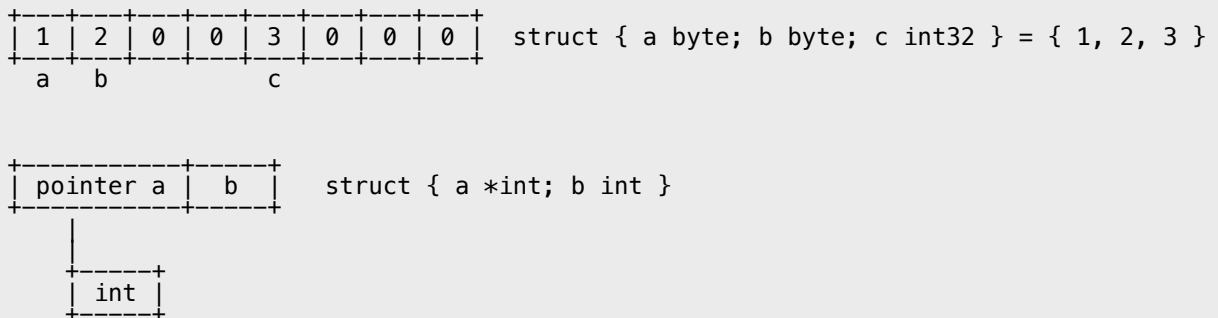 +---+---+---+---+---+---+---+---+
| 1 | 2 | 0 | 0 | 3 | 0 | 0 | 0 |  struct { a byte; b byte; c int32 } = { 1, 2, 3 }
+---+---+---+---+---+---+---+---+
  a   b           c
+-----------+-----+
| pointer a |  b  |   struct { a *int; b int }
+-----------+-----+
    |
    |
    +-----+
    | int |
    +-----+